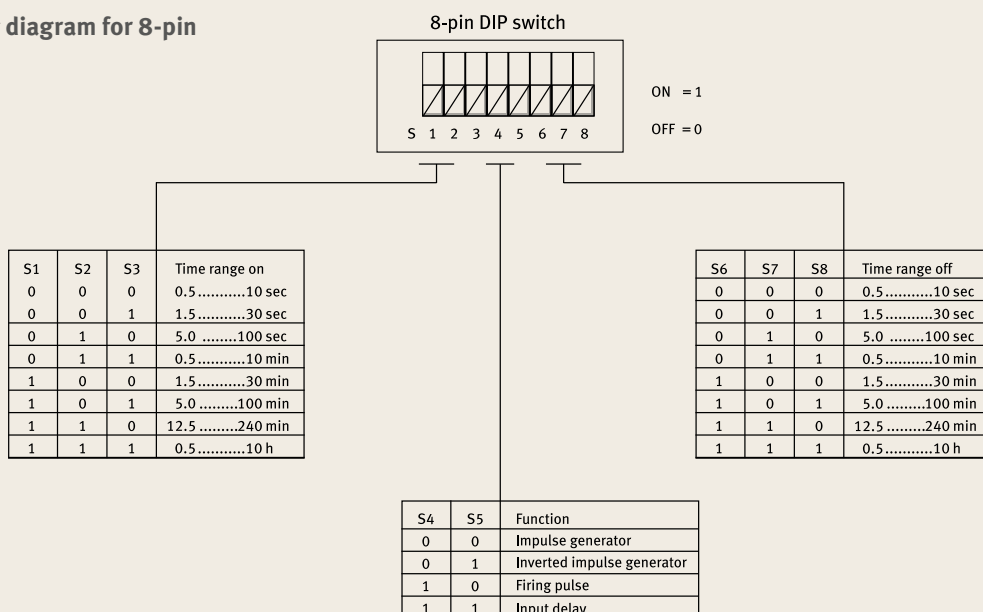 diagram for 8-pin
8-pin DIP switch
ON = 1
OFF = 0
S 1 2 3 4 5 6 7 8
S1 S2 S3 Time range on
0 0 0 0.5...........10 sec
0 0 1 1.5...........30 sec
0 1 0 5.0 ........100 sec
0 1 1 0.5...........10 min
1 0 0 1.5...........30 min
1 0 1 5.0 .........100 min
1 1 0 12.5 .........240 min
1 1 1 0.5...........10 h
S6 S7 S8 Time range off
0 0 0 0.5...........10 sec
0 0 1 1.5...........30 sec
0 1 0 5.0 ........100 sec
0 1 1 0.5...........10 min
1 0 0 1.5...........30 min
1 0 1 5.0 .........100 min
1 1 0 12.5 .........240 min
1 1 1 0.5...........10 h
S4 S5 Function
0 0 Impulse generator
0 1 Inverted impulse generator
1 0 Firing pulse
1 1 Input delay